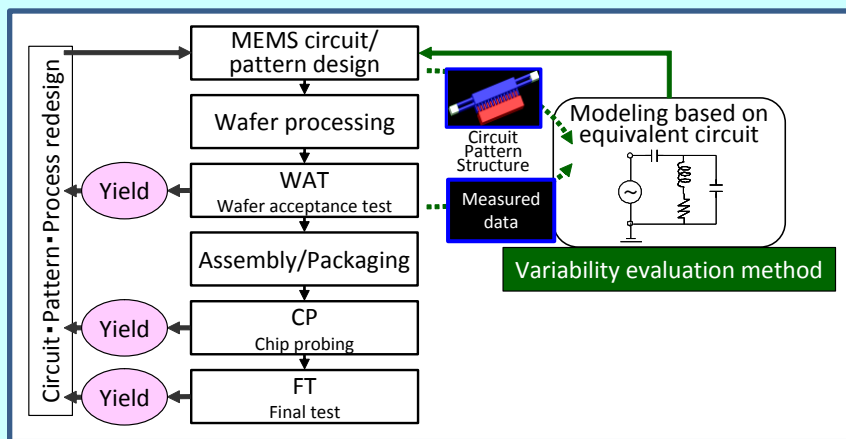 MEMS circuit/
pattern design
Wafer processing
WAT
Wafer acceptance test
Assembly/Packaging
CP
Chip probing
FT
Final test
Yield
Yield
Yield
Circuit▪Pattern▪Process redesign
Circuit
Pattern
Structure
Measured
data
Modeling based on
equivalent circuit
Variability evaluation method